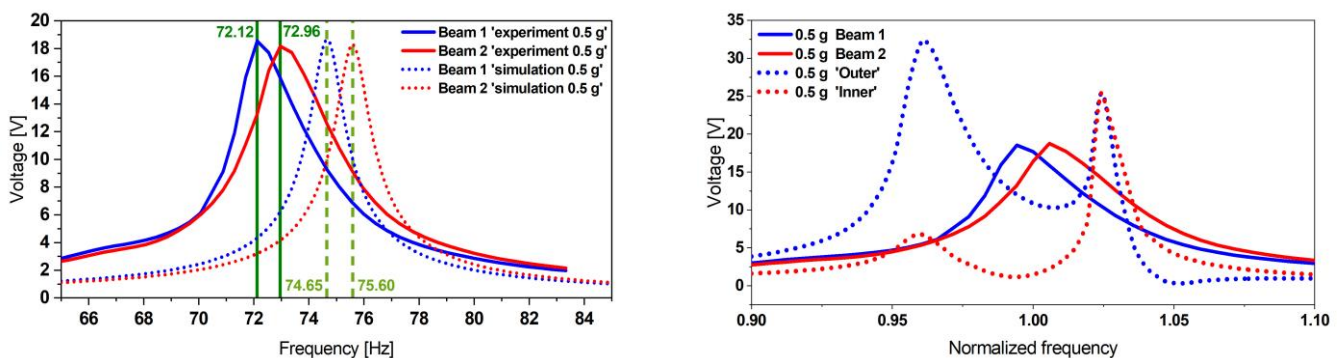 72.12
72.96
Beam 1 'experiment 0.5 g'
Beam 2 'experiment 0.5 g'
Beam 1 'simulation 0.5 g'
Beam 2 'simulation 0.5 g'
20
18
16
14
12
10
8
6
4
2
0
Voltage [V]
74.65
75.60
66 68 70 72 74 76 78 80 82 84
Frequency [Hz]
0.5 g Beam 1
0.5 g Beam 2
0.5 g 'Outer'
0.5 g 'Inner'
35
30
25
20
15
10
5
0
Voltage [V]
0.90 0.95 1.00 1.05 1.10
Normalized frequency